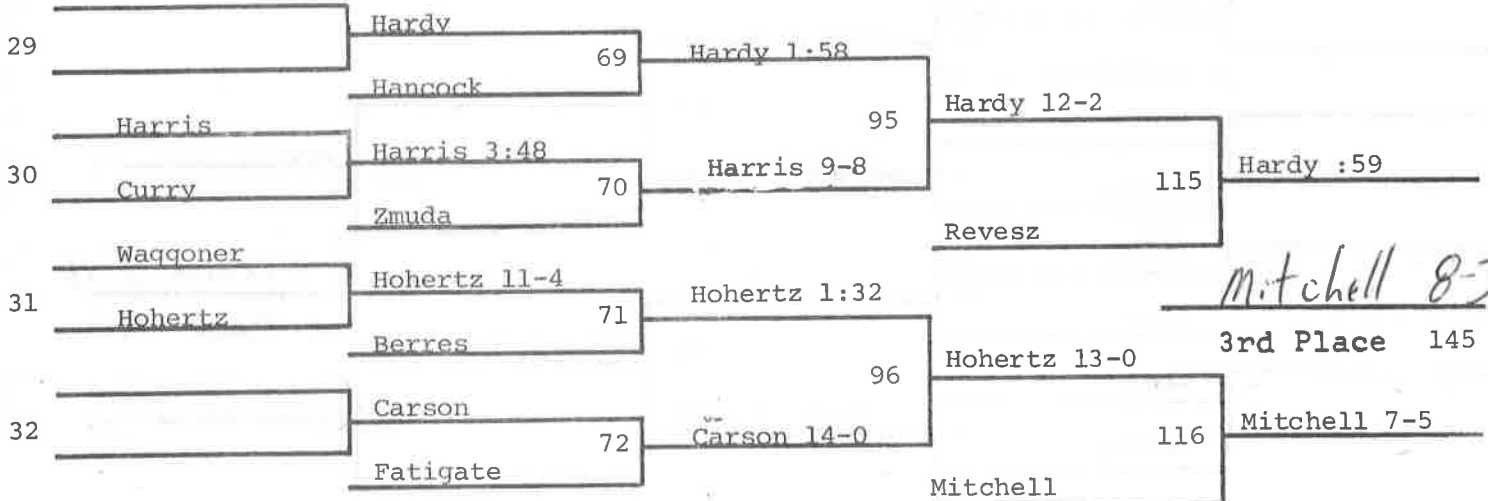 29
Hardy
69
Hancock
Hardy 1:58
Harris
30
Curry
Harris 3:48
70
Zmuda
Harris 9-8
95
Hardy 12-2
115
Revesz
Hardy :59
Waggoner
31
Hohertz
Hohertz 11-4
71
Berres
Hohertz 1:32
32
Carson
72
Fatigate
Carson 14-0
96
Hohertz 13-0
116
Mitchell
Mitchell 7-5
Mitchell
3rd Place 145